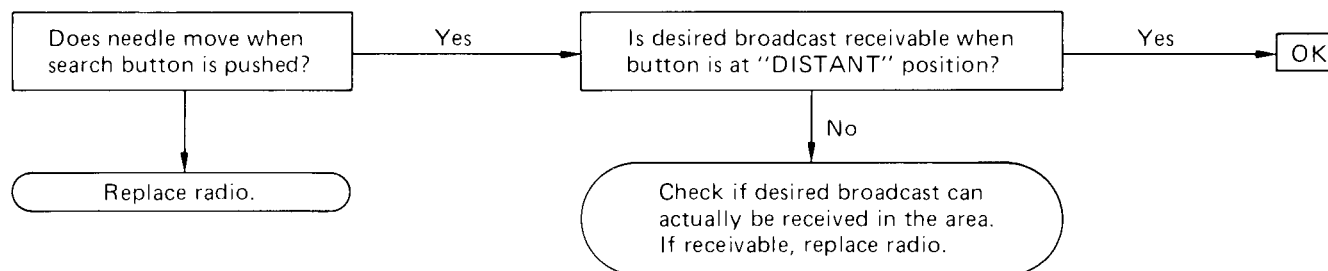 Does needle move when
search button is pushed?
Yes
Is desired broadcast receivable when
button is at "DISTANT" position?
Yes
OK
No
Replace radio.
Check if desired broadcast can
actually be received in the area.
If receivable, replace radio.